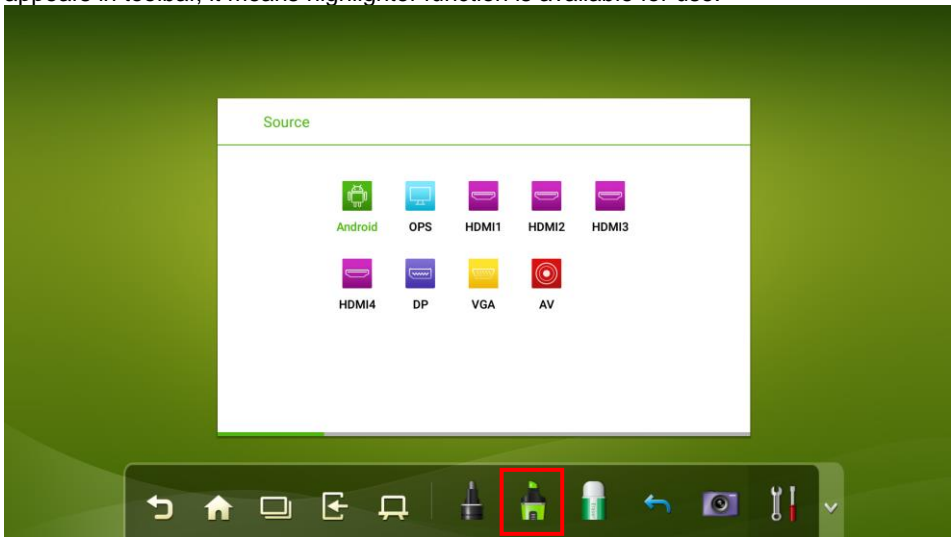 appears in toolbar, it means highlighter function is available for use.
Source
Android OPS HDMI1 HDMI2 HDMI3
HDMI4 DP VGA AV